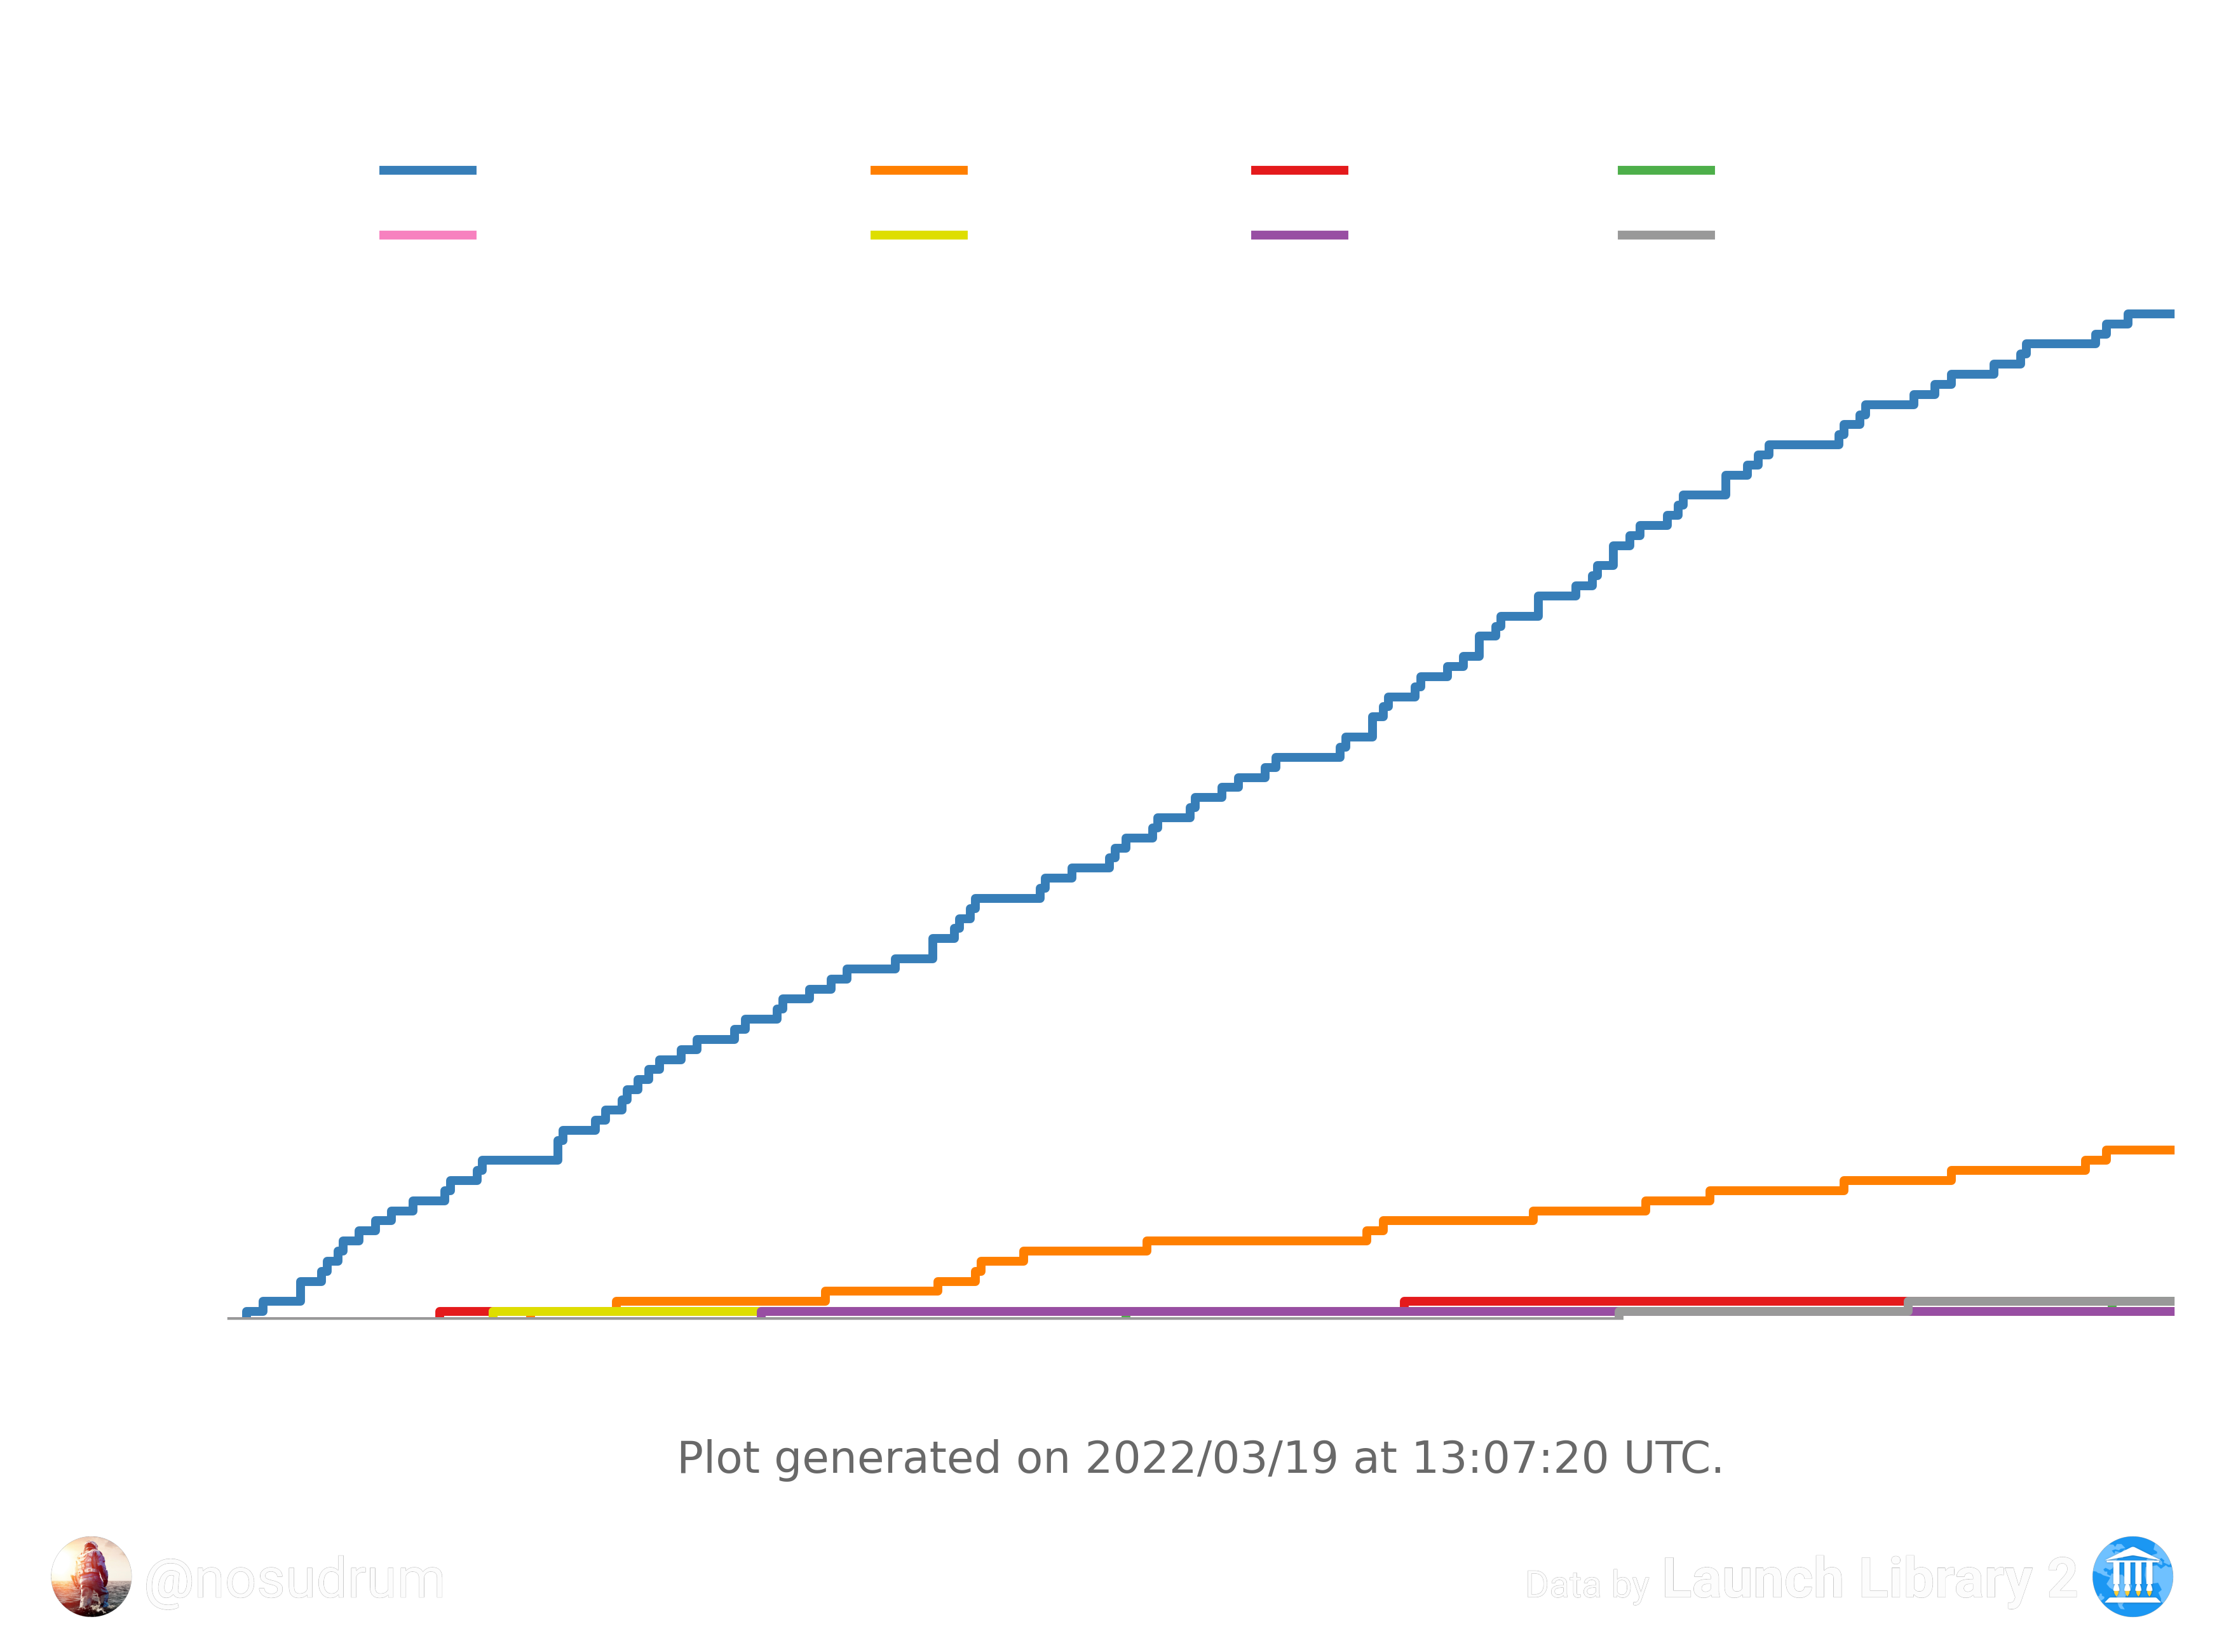 Plot generated on 2022/03/19 at 13:07:20 UTC.
@nosudrum
Data by Launch Library 2